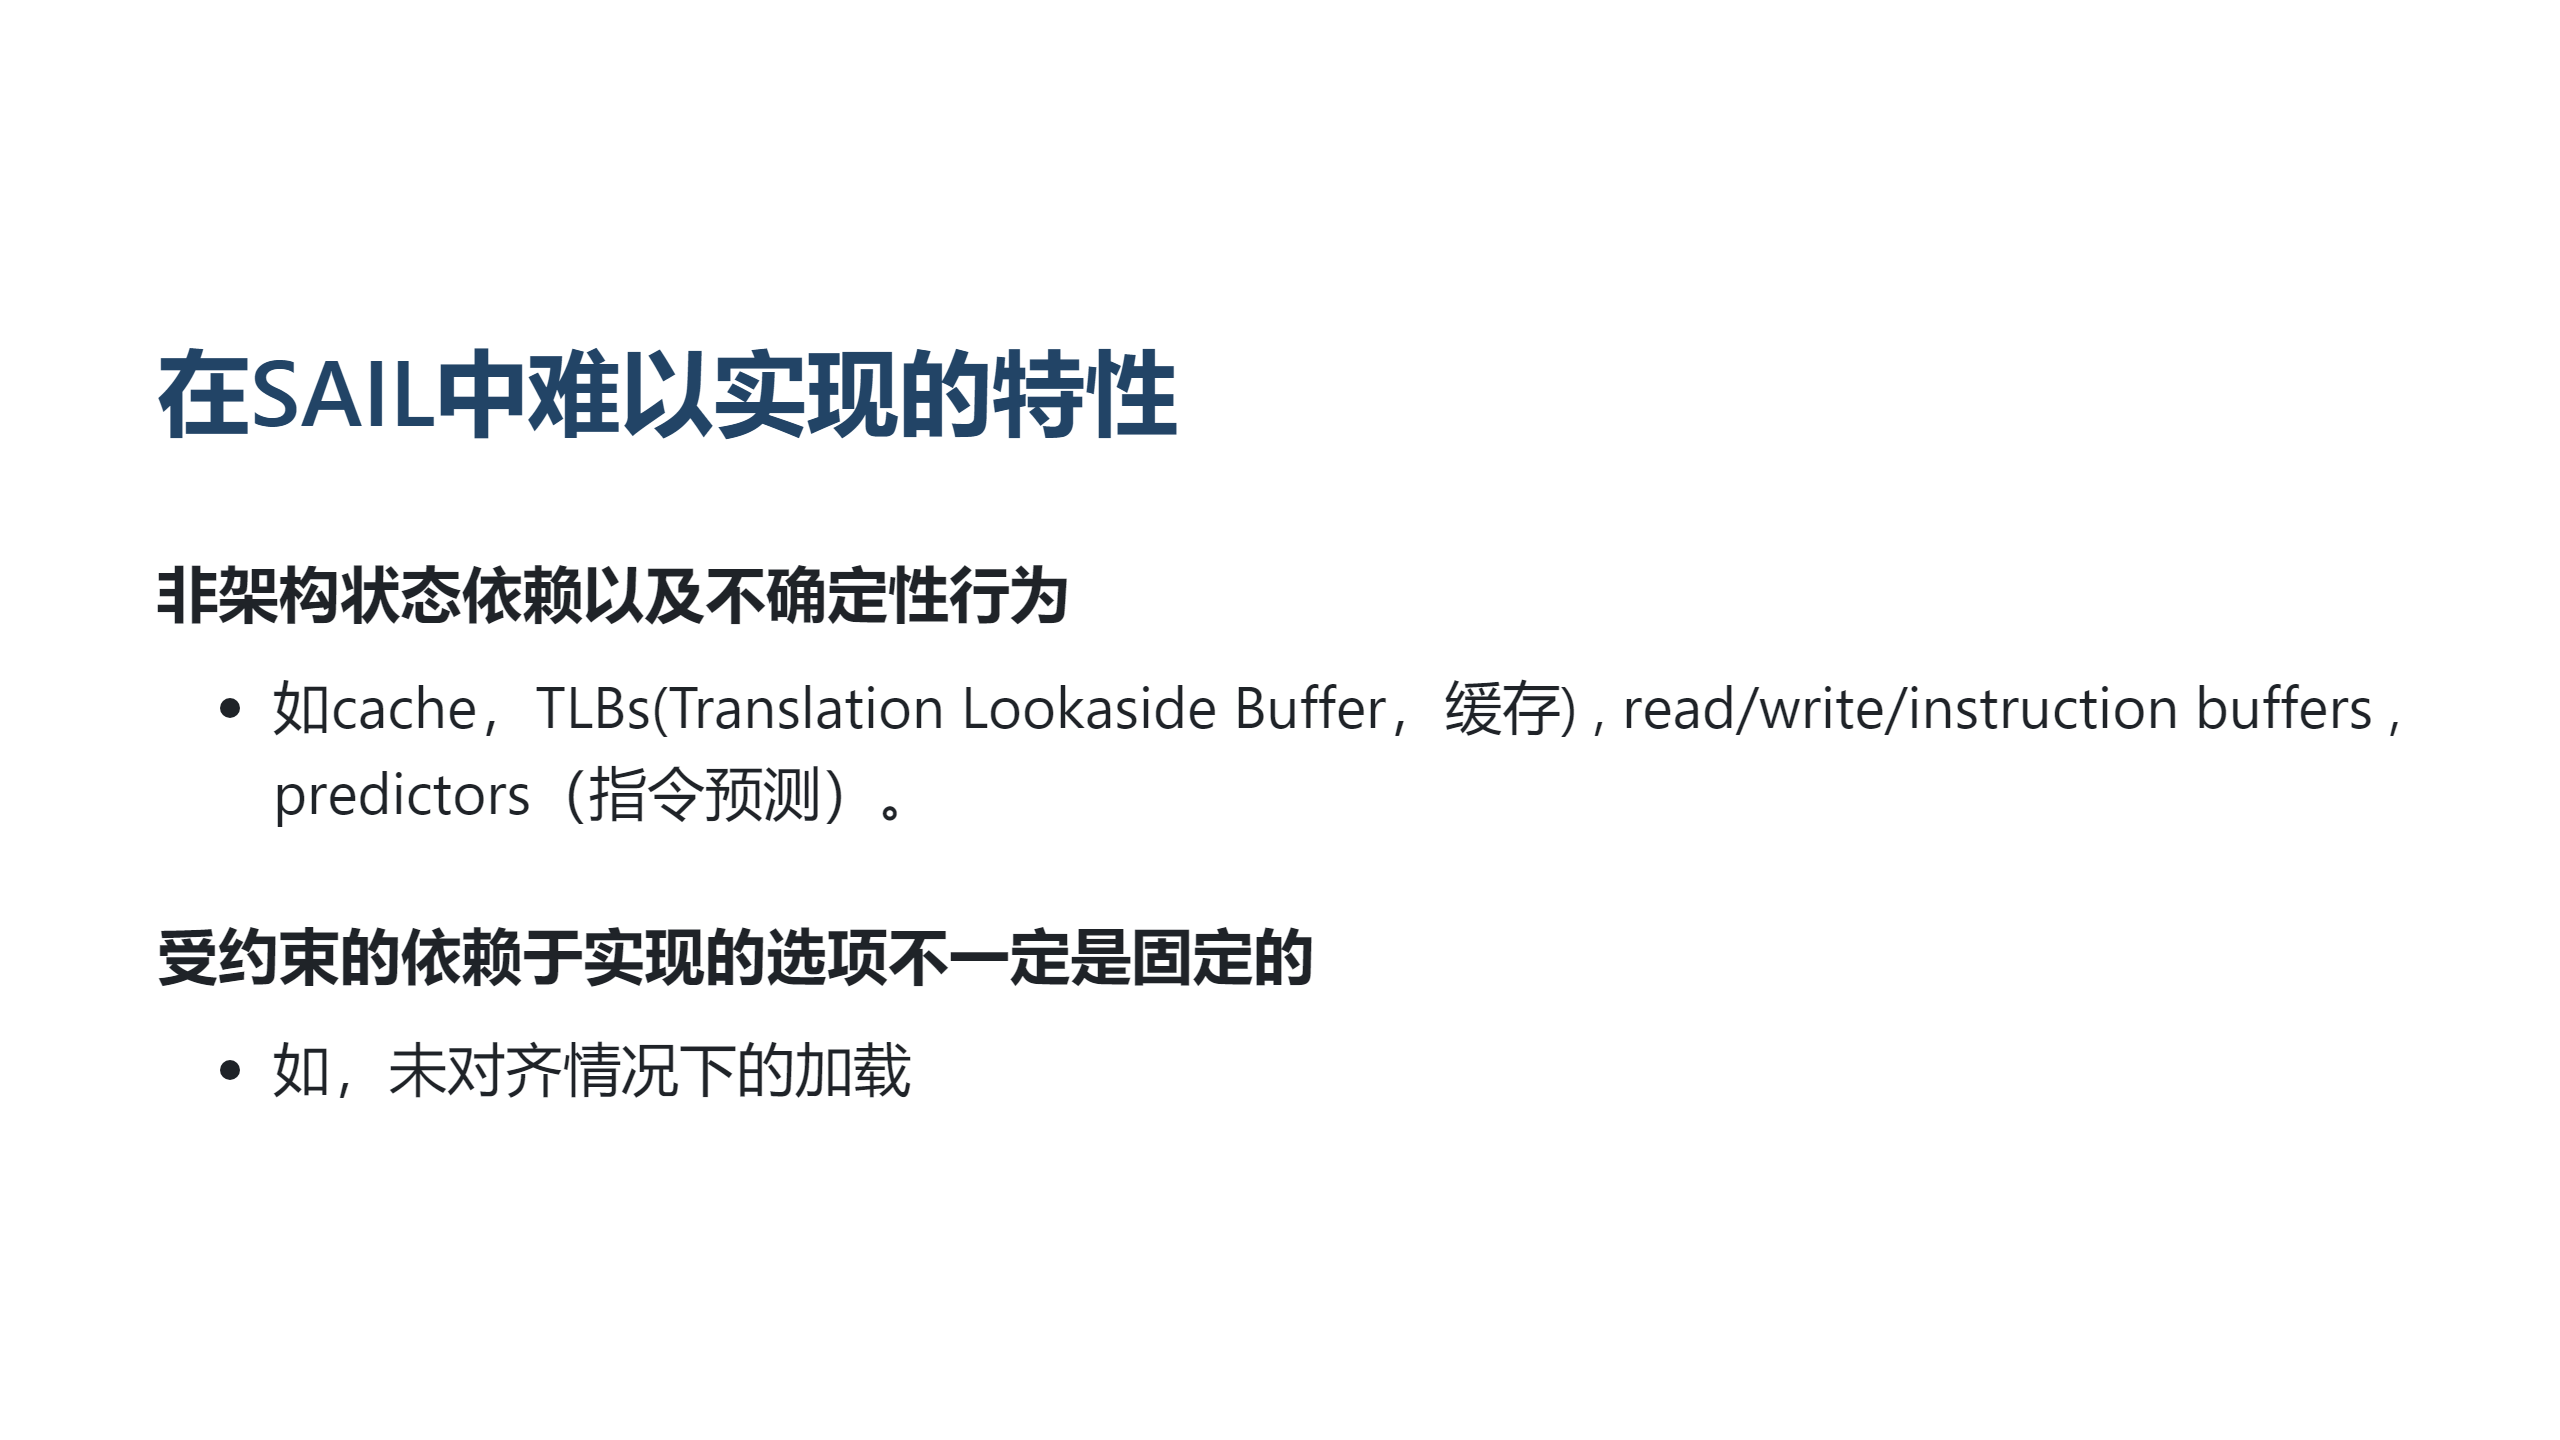 在SAIL中难以实现的特性
非架构状态依赖以及不确定性行为
• 如cache，TLBs(Translation Lookaside Buffer，缓存) , read/write/instruction buffers ,
predictors（指令预测）。
受约束的依赖于实现的选项不一定是固定的
• 如，未对齐情况下的加载